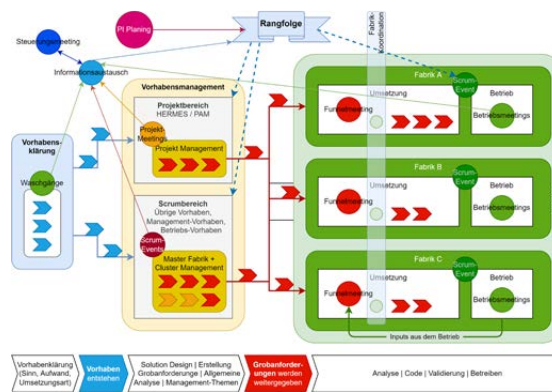 PI Planing
Rangfolge
Steuerungsmeeting
Informationsaustausch
Fabrik-
Koordination
Vorhabensmanagement
Projektbereich
HERMES / PAM
Projekt-
Meetings
Projekt Management
Vorhabens-
klärung
Waschgänge
Scrumbereich
Übrige Vorhaben,
Management-Vorhaben,
Betriebs-Vorhaben
Scrum-
Events
Master Fabrik +
Cluster Management
Fabrik A
Scrum-
Event
Umsetzung
Betrieb
Funnelmeeting
Betriebsmeetings
Fabrik B
Scrum-
Event
Umsetzung
Betrieb
Funnelmeeting
Betriebsmeetings
Fabrik C
Scrum-
Event
Umsetzung
Betrieb
Funnelmeeting
Betriebsmeetings
Inputs aus dem Betrieb
Vorhabenklärung
(Sinn, Aufwand,
Umsetzungsart)
Vorhaben
entstehen
Solution Design | Erstellung
Grobanforderunge | Allgemeine
Analyse | Management-Themen
Grobanfor-
derungen werden
weitergegeben
Analyse | Code | Validierung | Betreiben